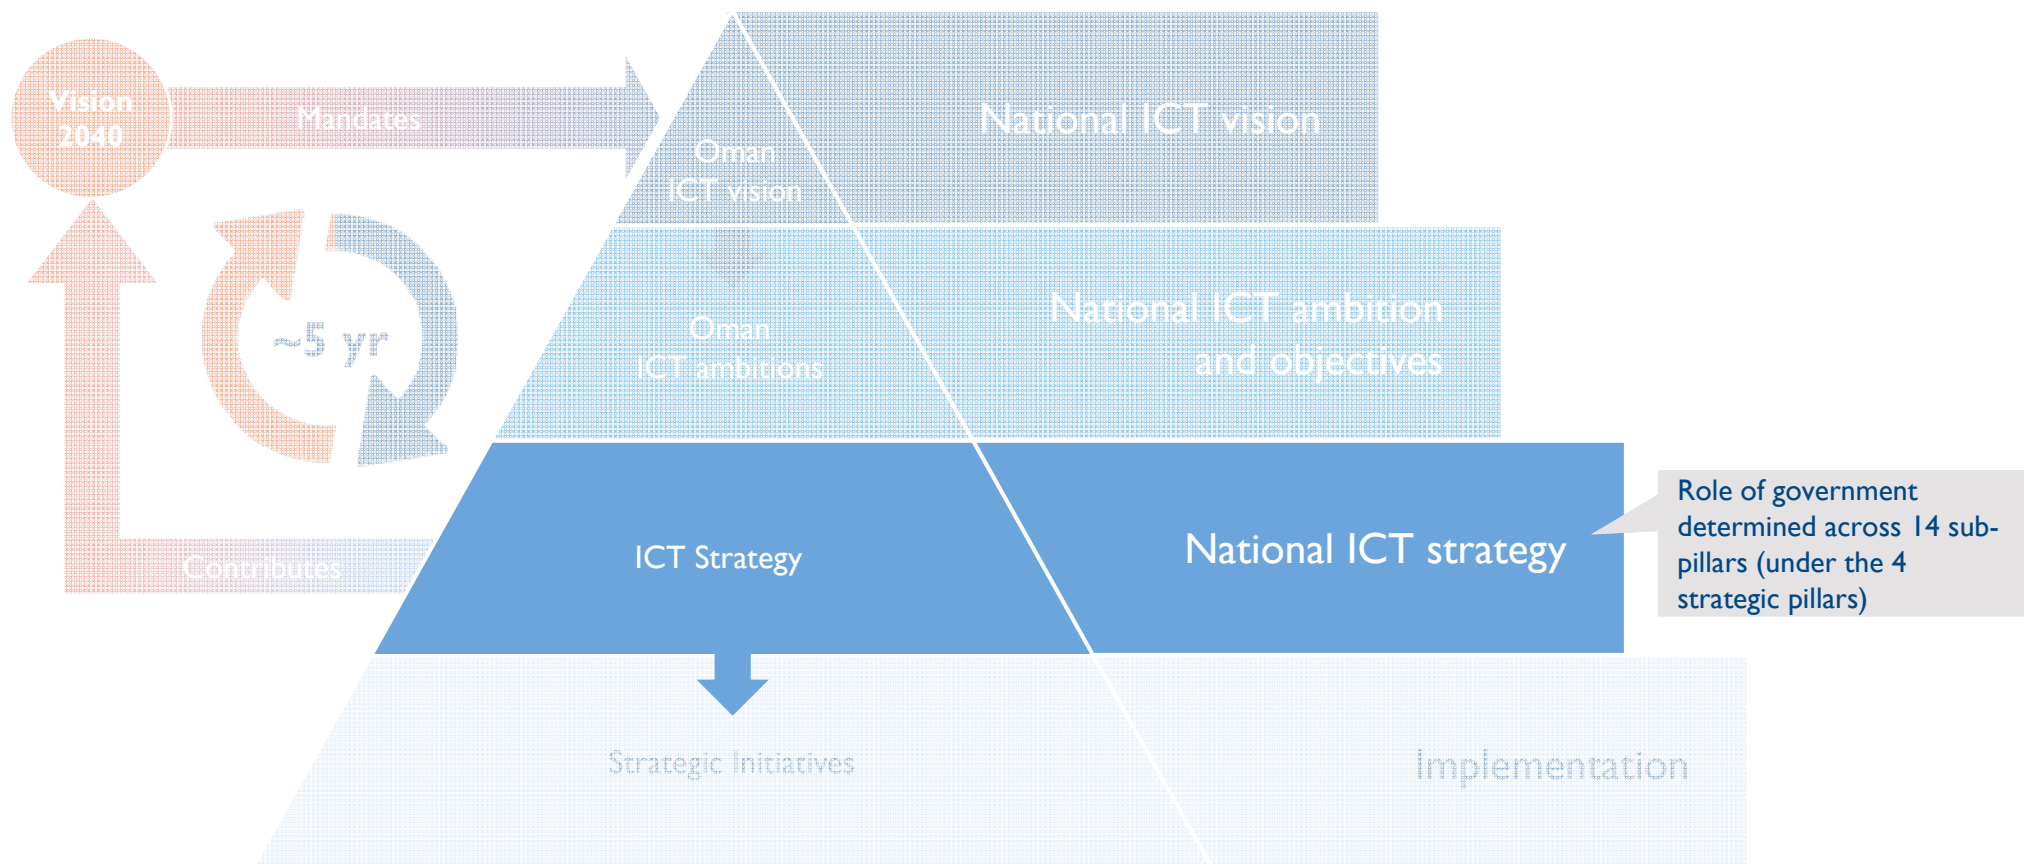 Vision
2040
Mandates
Oman
ICT vision
National ICT vision
~5 yr
Oman
ICT ambitions
National ICT ambition
and objectives
Contributes
ICT Strategy
National ICT strategy
Role of government
determined across 14 sub-
pillars (under the 4
strategic pillars)
Strategic Initiatives
Implementation